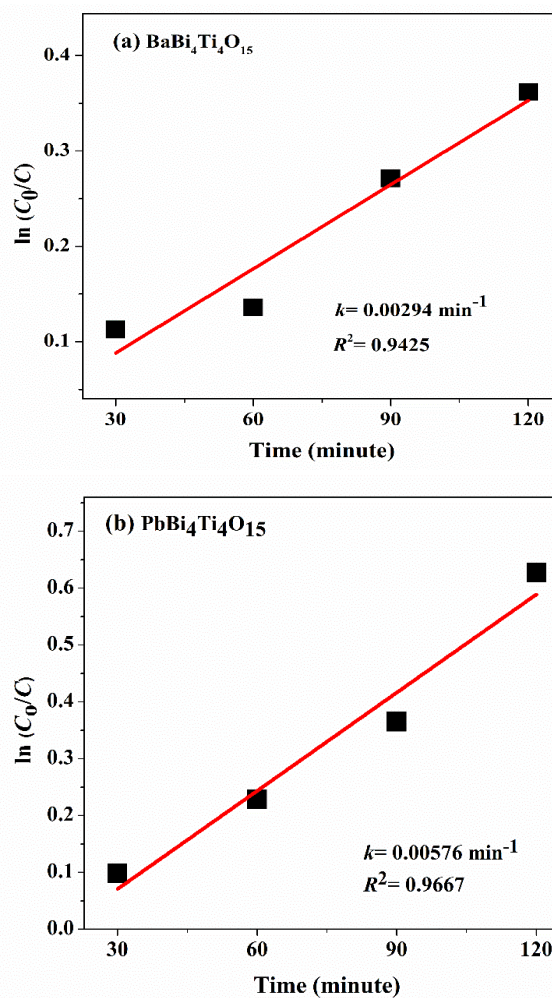 (a) BaBi₄Ti₄O₁₅
0.4
0.3
0.2
0.1
ln (C₀/C)
k= 0.00294 min⁻¹
R²= 0.9425
30 60 90 120
Time (minute)
(b) PbBi₄Ti₄O₁₅
0.7
0.6
0.5
0.4
0.3
0.2
0.1
0.0
ln (C₀/C)
k= 0.00576 min⁻¹
R²= 0.9667
30 60 90 120
Time (minute)